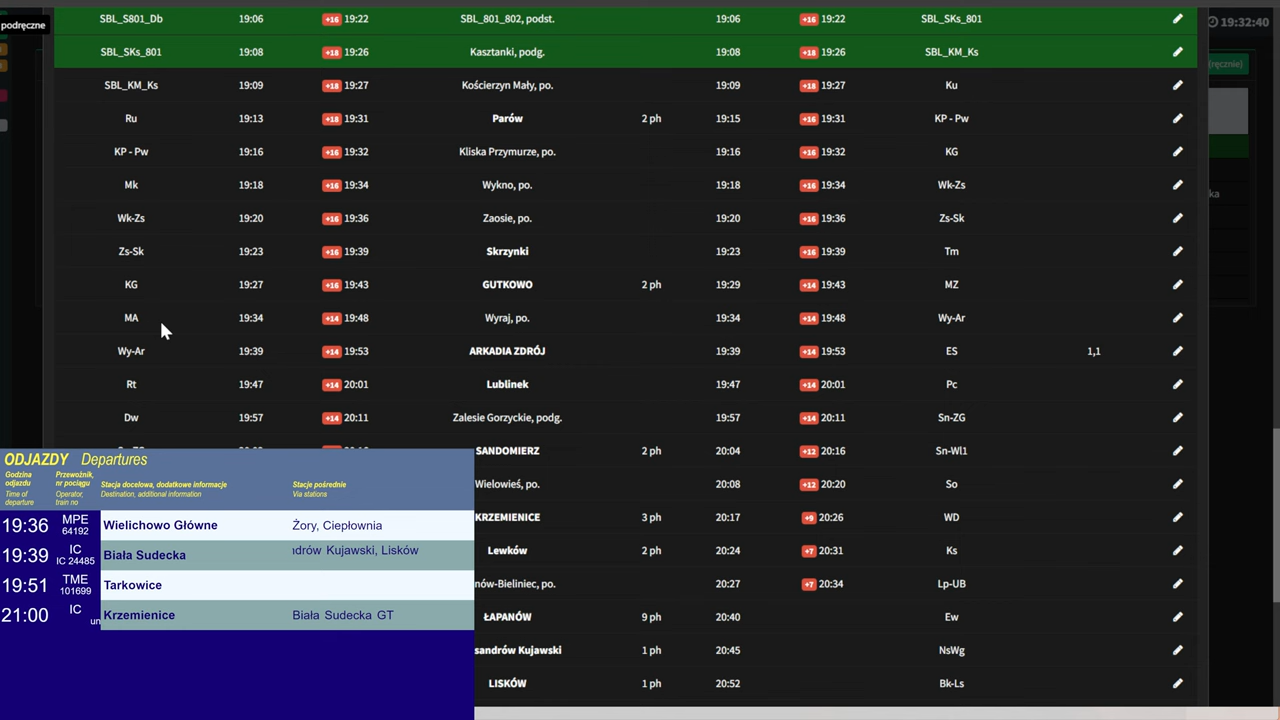 podręczne
SBL_S801_Db 19:06 +16 19:22 SBL_801_802, podst. 19:06 +16 19:22 SBL_SKs_801
19:32:40
SBL_SKs_801 19:08 +18 19:26 Kasztanki, podg. 19:08 +18 19:26 SBL_KM_Ks
(ręcznie)
SBL_KM_Ks 19:09 +18 19:27 Kościerzyn Mały, po. 19:09 +18 19:27 Ku
Ru 19:13 +18 19:31 Parów 2 ph 19:15 +16 19:31 KP - Pw
KP - Pw 19:16 +16 19:32 Kliska Przymurze, po. 19:16 +16 19:32 KG
Mk 19:18 +16 19:34 Wykno, po. 19:18 +16 19:34 Wk-Zs
ka
Wk-Zs 19:20 +16 19:36 Zaosie, po. 19:20 +16 19:36 Zs-Sk
Zs-Sk 19:23 +16 19:39 Skrzynki 19:23 +16 19:39 Tm
KG 19:27 +16 19:43 GUTKOWO 2 ph 19:29 +14 19:43 MZ
MA 19:34 +14 19:48 Wyraj, po. 19:34 +14 19:48 Wy-Ar
Wy-Ar 19:39 +14 19:53 ARKADIA ZDRÓJ 19:39 +14 19:53 ES 1,1
Rt 19:47 +14 20:01 Lublinek 19:47 +14 20:01 Pc
Dw 19:57 +14 20:11 Zalesie Gorzyckie, podg. 19:57 +14 20:11 Sn-ZG
SANDOMIERZ 2 ph 20:04 +12 20:16 Sn-Wl1
Wielowieś, po. 20:08 +12 20:20 So
KRZEMIENICE 3 ph 20:17 +9 20:26 WD
Lewków 2 ph 20:24 +7 20:31 Ks
nów-Bieliniec, po. 20:27 +7 20:34 Lp-UB
ŁAPANÓW 9 ph 20:40 Ew
sandrów Kujawski 1 ph 20:45 NsWg
LISKÓW 1 ph 20:52 Bk-Ls
ODJAZDY Departures
Godzina odjazdu Przewoźnik, nr pociągu Stacja docelowa, dodatkowe informacje Stacje pośrednie
Time of departure Operator, train no Destination, additional information Via stations
19:36 MPE 64192 Wielichowo Główne Żory, Ciepłownia
19:39 IC IC 24485 Biała Sudecka drów Kujawski, Lisków
19:51 TME 101699 Tarkowice
21:00 IC un Krzemienice Biała Sudecka GT